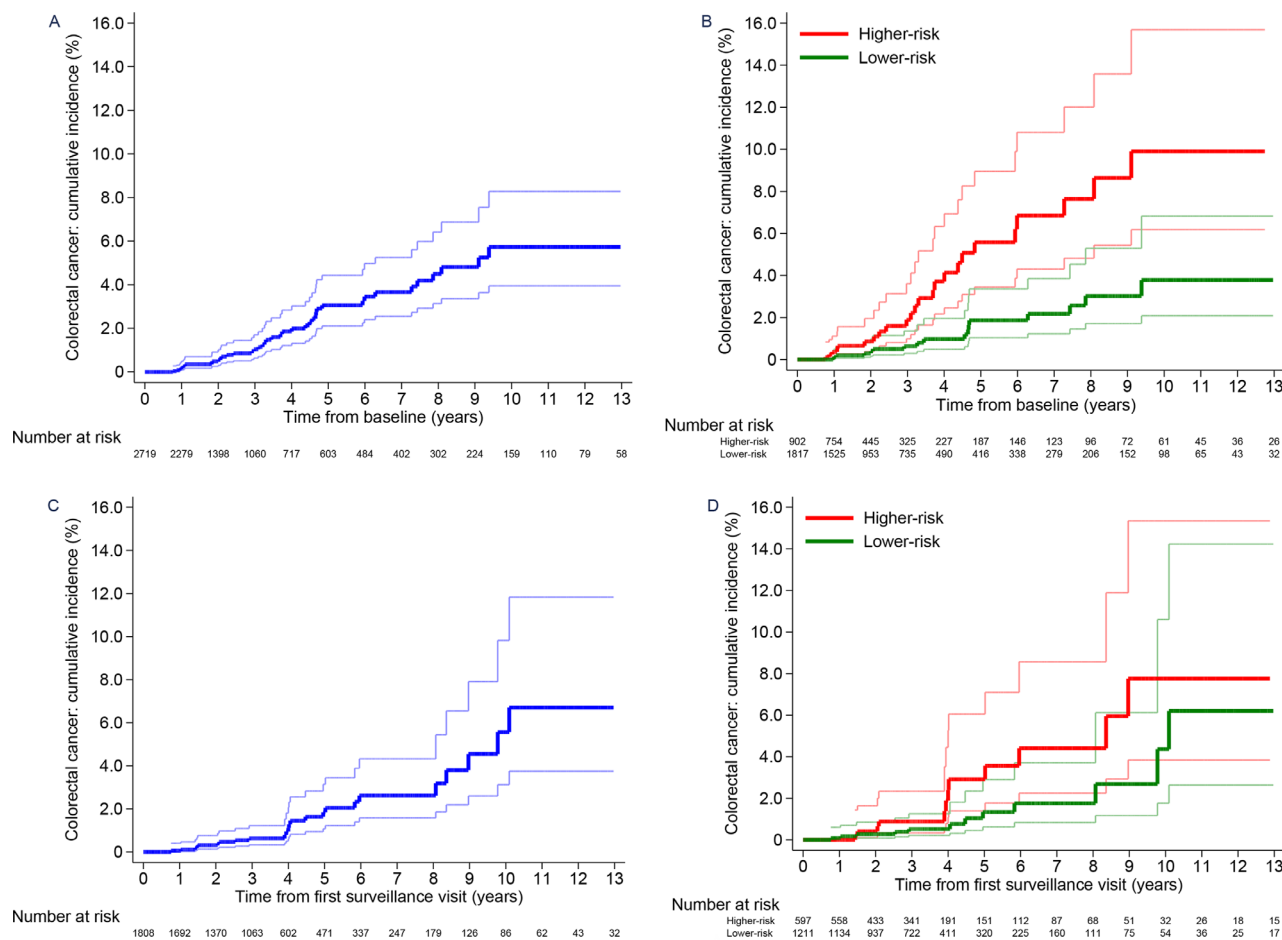 A
16.0
14.0
12.0
10.0
8.0
6.0
4.0
2.0
0
Colorectal cancer: cumulative incidence (%)
0 1 2 3 4 5 6 7 8 9 10 11 12 13
Time from baseline (years)
Number at risk
2719 2279 1398 1060 717 603 484 402 302 224 159 110 79 58
B
Higher-risk
Lower-risk
16.0
14.0
12.0
10.0
8.0
6.0
4.0
2.0
0
Colorectal cancer: cumulative incidence (%)
0 1 2 3 4 5 6 7 8 9 10 11 12 13
Time from baseline (years)
Number at risk
Higher-risk 902 754 445 325 227 187 146 123 96 72 61 45 36 26
Lower-risk 1817 1525 953 735 490 416 338 279 206 152 98 65 43 32
C
16.0
14.0
12.0
10.0
8.0
6.0
4.0
2.0
0
Colorectal cancer: cumulative incidence (%)
0 1 2 3 4 5 6 7 8 9 10 11 12 13
Time from first surveillance visit (years)
Number at risk
1808 1692 1370 1063 602 471 337 247 179 126 86 62 43 32
D
Higher-risk
Lower-risk
16.0
14.0
12.0
10.0
8.0
6.0
4.0
2.0
0
Colorectal cancer: cumulative incidence (%)
0 1 2 3 4 5 6 7 8 9 10 11 12 13
Time from first surveillance visit (years)
Number at risk
Higher-risk 597 558 433 341 191 151 112 87 68 51 32 26 18 15
Lower-risk 1211 1134 937 722 411 320 225 160 111 75 54 36 25 17